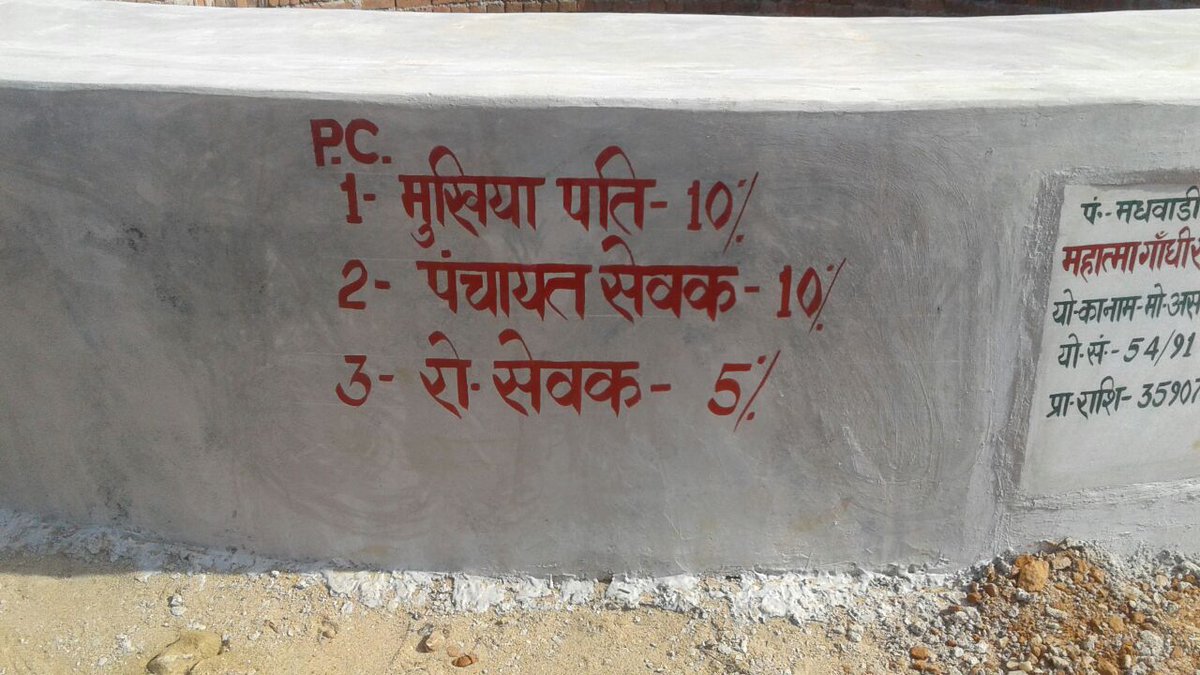 P.C.
1- मुखिया पति- 10%
2- पंचायत सेवक- 10%
3- रो. सेवक- 5%
पं.- मधवाडी
महात्मा गाँधी
यो. का नाम- मो. अस
यो. सं.- 54/91
प्रा. राशि- 35907